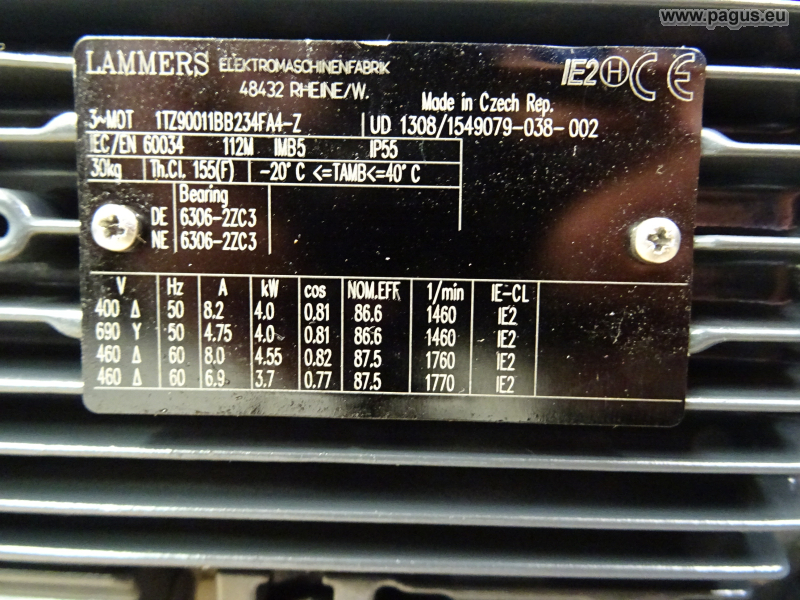 www.pagus.eu
LAMMERS ELEKTROMASCHINENFABRIK IE2 H CE
48432 RHEINE/W.
Made in Czech Rep.
3~MOT 1TZ90011BB234FA4-Z UD 1308/1549079-038-002
IEC/EN 60034 112M IMB5 IP55
30kg Th.Cl. 155(F) -20°C <=TAMB<=40°C
Bearing
DE 6306-2ZC3
NE 6306-2ZC3
V Hz A kW cos NOM.EFF 1/min IE-CL
400 Δ 50 8.2 4.0 0.81 86.6 1460 IE2
690 Y 50 4.75 4.0 0.81 86.6 1460 IE2
460 Δ 60 8.0 4.55 0.82 87.5 1760 IE2
460 Δ 60 6.9 3.7 0.77 87.5 1770 IE2